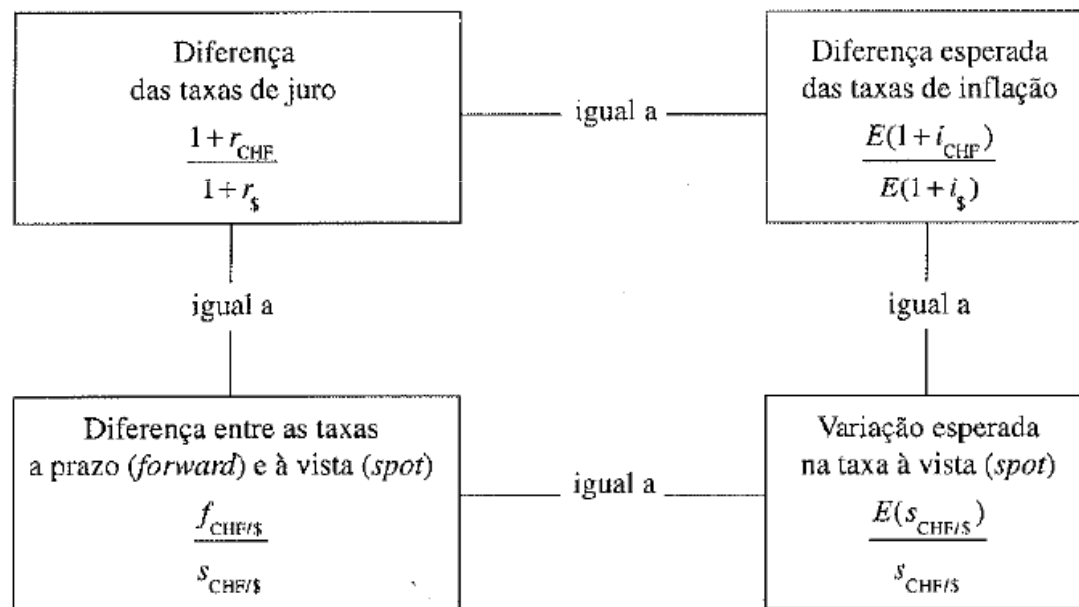 Diferença
das taxas de juro
1 + r_CHF
1 + r_$
igual a
Diferença esperada
das taxas de inflação
E(1 + i_CHF)
E(1 + i_$)
igual a
igual a
Diferença entre as taxas
a prazo (forward) e à vista (spot)
f_CHF/$
s_CHF/$
igual a
Variação esperada
na taxa à vista (spot)
E(s_CHF/$)
s_CHF/$